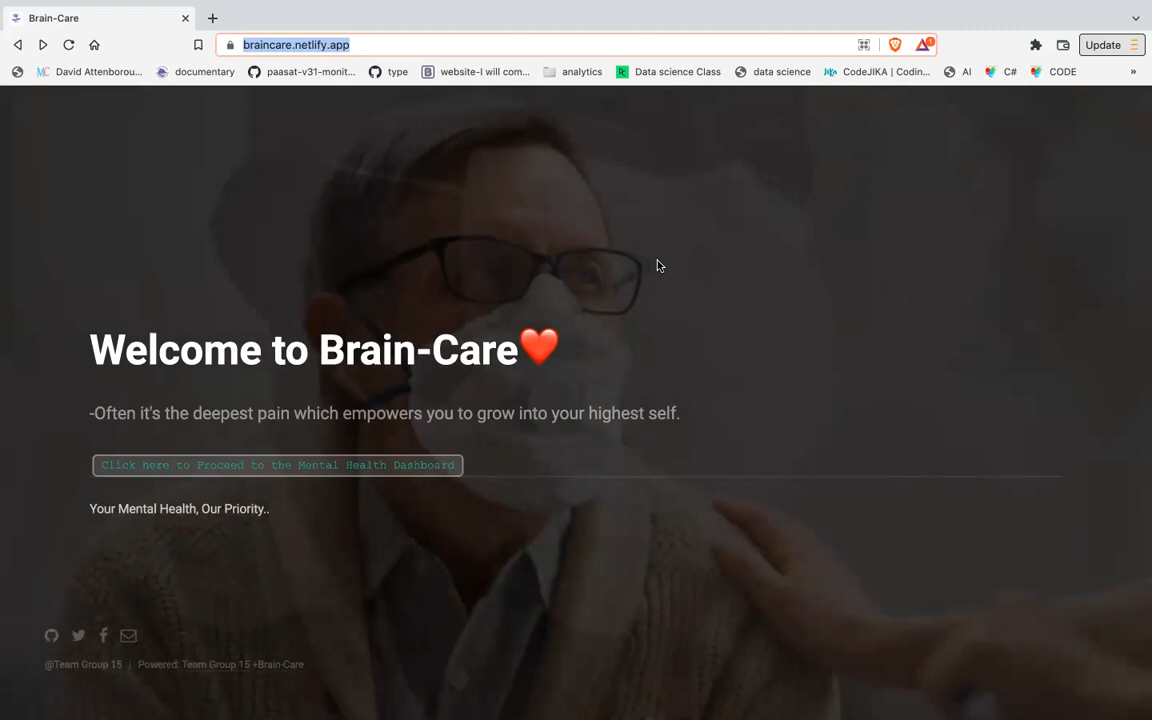 Brain-Care
braincare.netlify.app
1
Update
David Attenborou...
documentary
paasat-v31-monit...
type
website-I will com...
analytics
Data science Class
data science
CodeJIKA | Codin...
AI
C#
CODE
»
Welcome to Brain-Care❤️
-Often it's the deepest pain which empowers you to grow into your highest self.
Click here to Proceed to the Mental Health Dashboard
Your Mental Health, Our Priority..
@Team Group 15 | Powered: Team Group 15 +Brain-Care